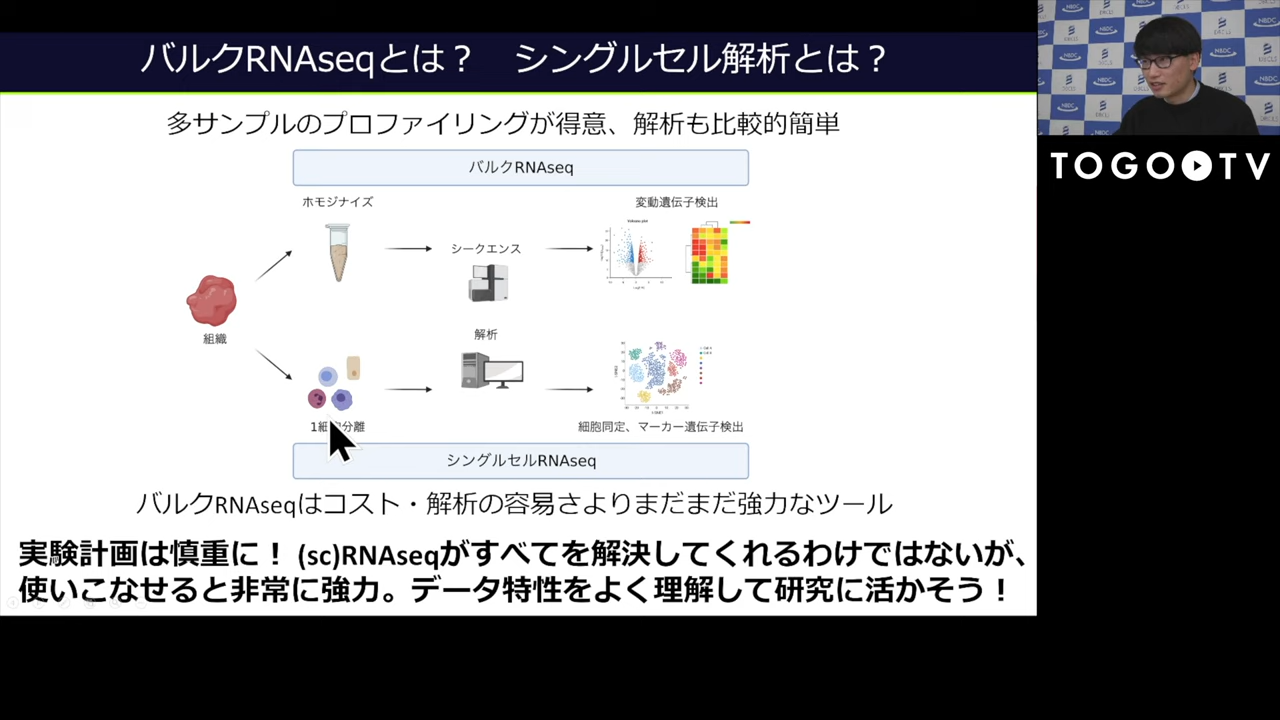 バルクRNAseqとは？　シングルセル解析とは？
多サンプルのプロファイリングが得意、解析も比較的簡単
バルクRNAseq
ホモジナイズ
変動遺伝子検出
Volcano plot
シークエンス
組織
解析
1細胞分離
細胞同定、マーカー遺伝子検出
シングルセルRNAseq
バルクRNAseqはコスト・解析の容易さよりまだまだ強力なツール
実験計画は慎重に！ (sc)RNAseqがすべてを解決してくれるわけではないが、
使いこなせると非常に強力。データ特性をよく理解して研究に活かそう！
NBDC
TOGO TV